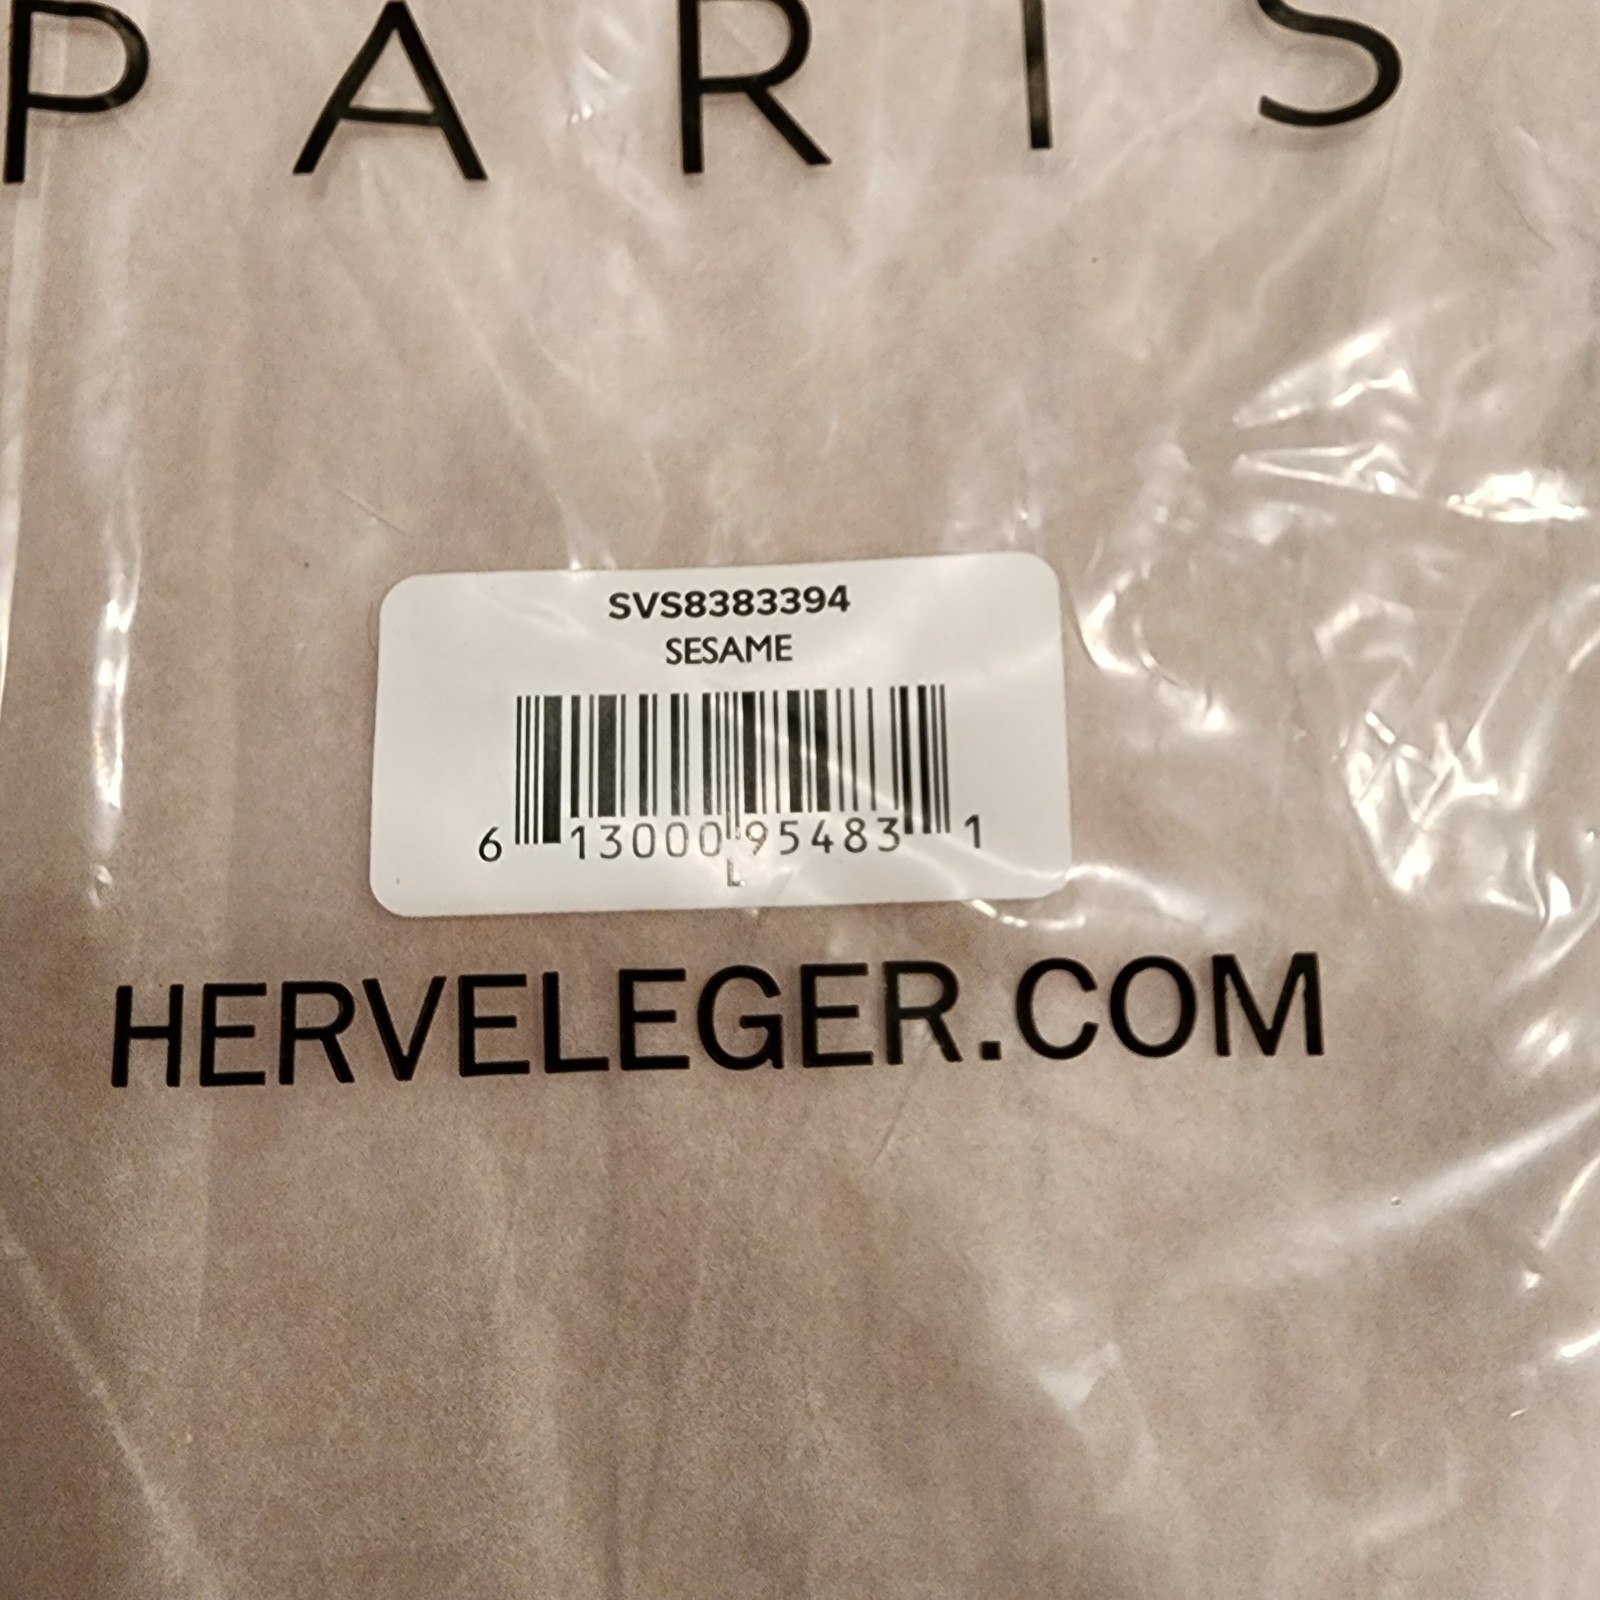 PARIS
SVS8383394
SESAME
6 13000 95483 1
L
HERVELEGER.COM